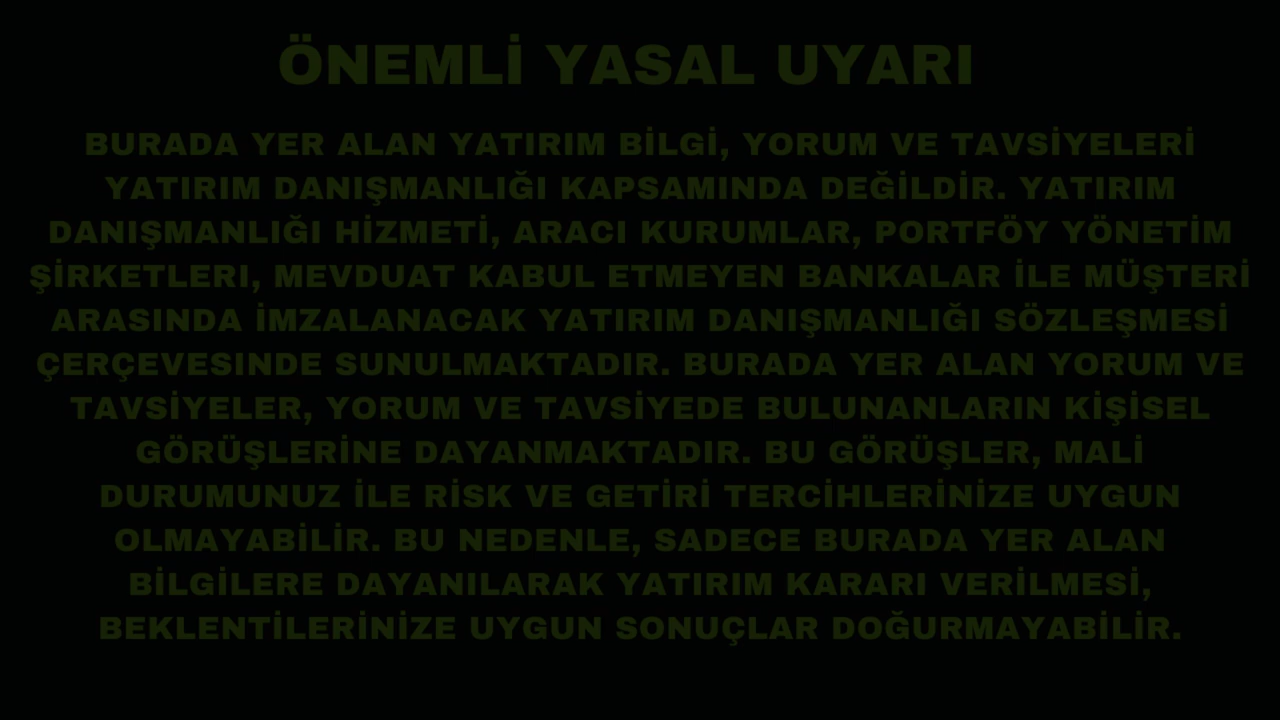 ÖNEMLİ YASAL UYARI
BURADA YER ALAN YATIRIM BİLGİ, YORUM VE TAVSİYELERİ
YATIRIM DANIŞMANLIĞI KAPSAMINDA DEĞİLDİR. YATIRIM
DANIŞMANLIĞI HİZMETİ, ARACI KURUMLAR, PORTFÖY YÖNETİM
ŞİRKETLERI, MEVDUAT KABUL ETMEYEN BANKALAR İLE MÜŞTERİ
ARASINDA İMZALANACAK YATIRIM DANIŞMANLIĞI SÖZLEŞMESİ
ÇERÇEVESINDE SUNULMAKTADIR. BURADA YER ALAN YORUM VE
TAVSİYELER, YORUM VE TAVSİYEDE BULUNANLARIN KİŞİSEL
GÖRÜŞLERİNE DAYANMAKTADIR. BU GÖRÜŞLER, MALİ
DURUMUNUZ İLE RİSK VE GETİRİ TERCİHLERİNİZE UYGUN
OLMAYABİLİR. BU NEDENLE, SADECE BURADA YER ALAN
BİLGİLERE DAYANILARAK YATIRIM KARARI VERİLMESİ,
BEKLENTİLERİNİZE UYGUN SONUÇLAR DOĞURMAYABİLİR.